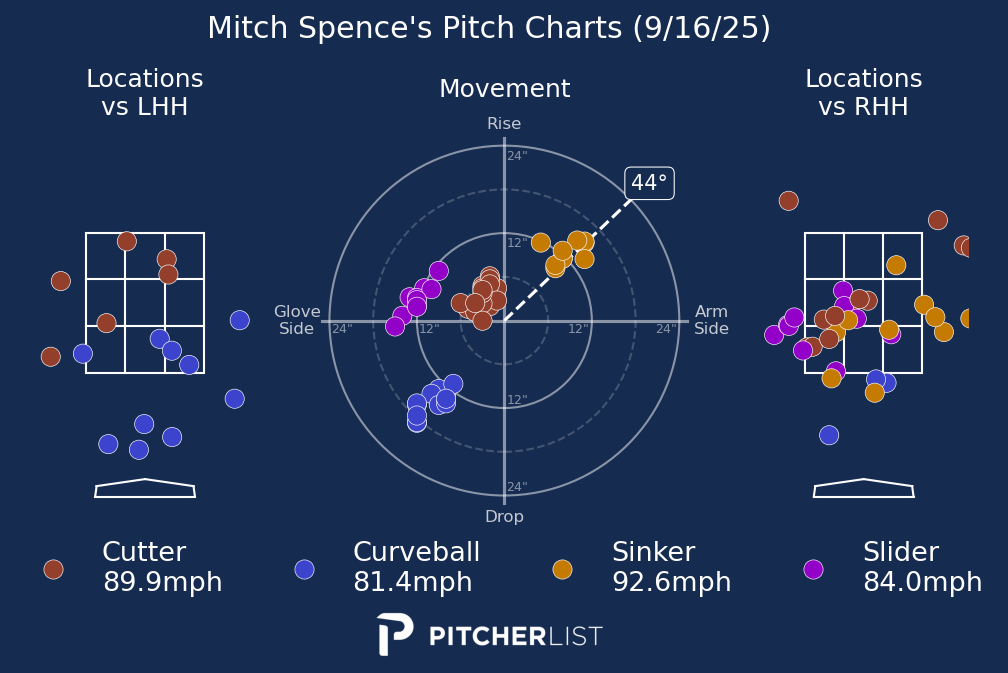 Mitch Spence's Pitch Charts (9/16/25)
Locations
vs LHH
Movement
Locations
vs RHH
Rise
24"
44°
12"
Glove
Side
24"
12"
12"
24"
Arm
Side
12"
24"
Drop
Cutter
89.9mph
Curveball
81.4mph
Sinker
92.6mph
Slider
84.0mph
PITCHERLIST